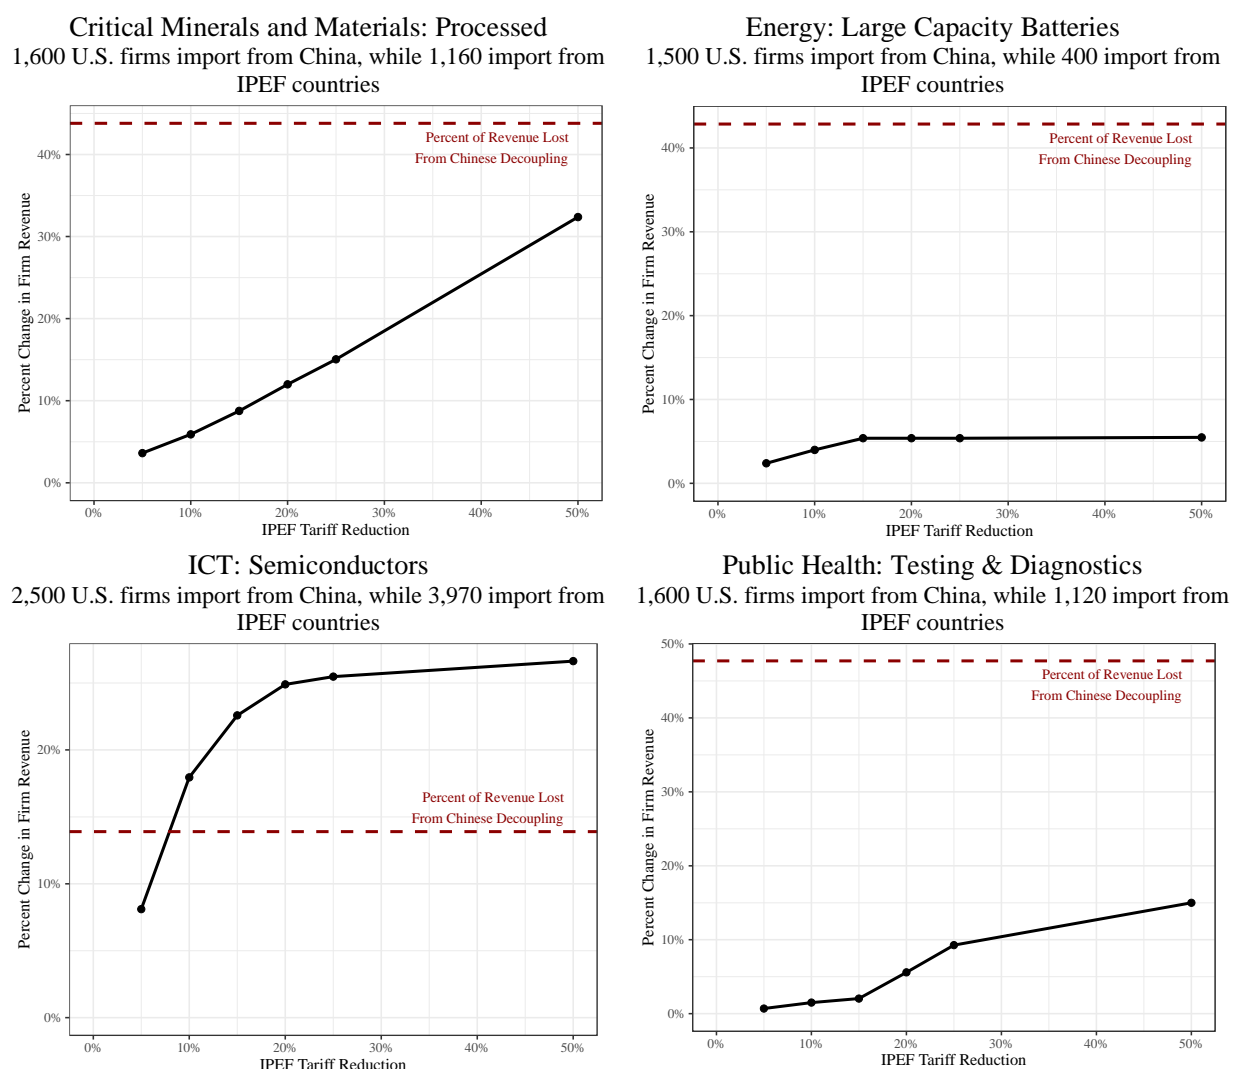 Critical Minerals and Materials: Processed
1,600 U.S. firms import from China, while 1,160 import from
IPEF countries
Percent of Revenue Lost
From Chinese Decoupling
Percent Change in Firm Revenue
40%
30%
20%
10%
0%
0%
10%
20%
30%
40%
50%
IPEF Tariff Reduction
Energy: Large Capacity Batteries
1,500 U.S. firms import from China, while 400 import from
IPEF countries
Percent of Revenue Lost
From Chinese Decoupling
Percent Change in Firm Revenue
40%
30%
20%
10%
0%
0%
10%
20%
30%
40%
50%
IPEF Tariff Reduction
ICT: Semiconductors
2,500 U.S. firms import from China, while 3,970 import from
IPEF countries
Percent of Revenue Lost
From Chinese Decoupling
Percent Change in Firm Revenue
20%
10%
0%
0%
10%
20%
30%
40%
50%
IPEF Tariff Reduction
Public Health: Testing & Diagnostics
1,600 U.S. firms import from China, while 1,120 import from
IPEF countries
Percent of Revenue Lost
From Chinese Decoupling
Percent Change in Firm Revenue
50%
40%
30%
20%
10%
0%
0%
10%
20%
30%
40%
50%
IPEF Tariff Reduction